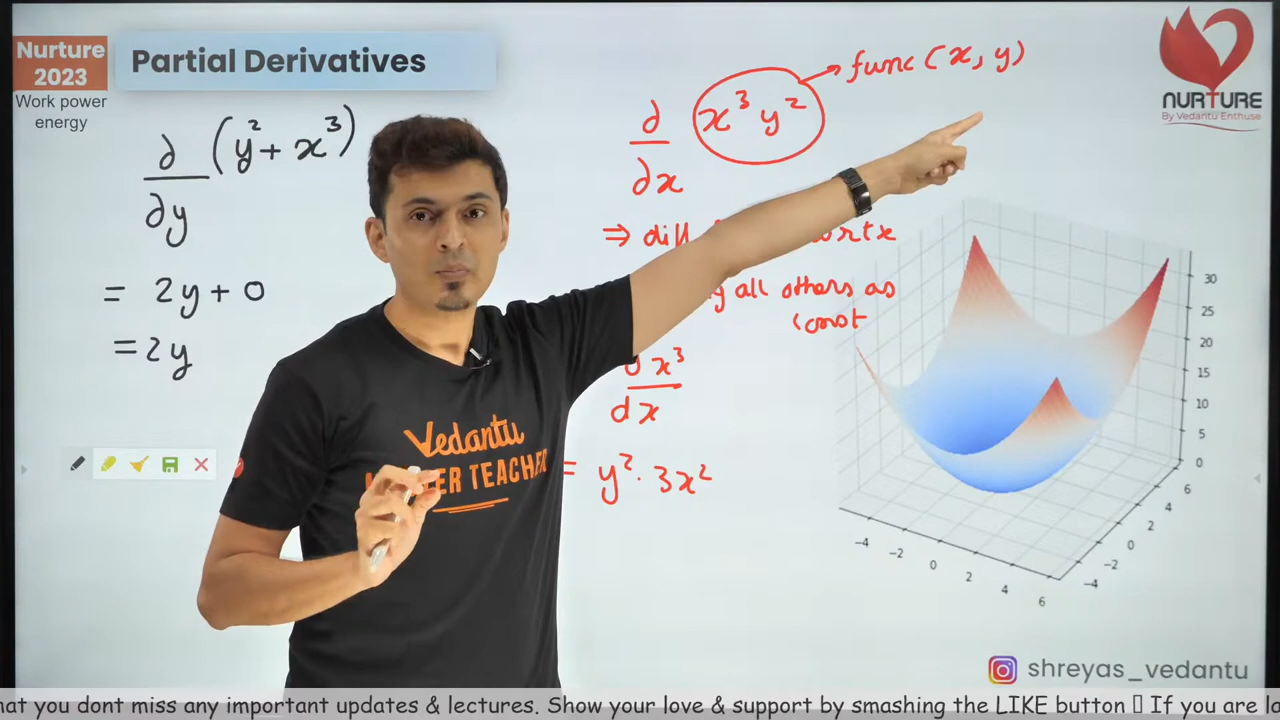 Nurture
2023
Work power
energy
Partial Derivatives
∂/∂y (y² + x³)
= 2y + 0
= 2y
∂/∂x x³y² → func (x, y)
⇒ diff wrt x
all others as
const
x³
dx
= y² · 3x²
NURTURE
By Vedantu Enthuse
Vedantu
TEACHER
30
25
20
15
10
5
0
-4 -2 0 2 4 6
-4 -2 0 2 4 6
shreyas_vedantu
you dont miss any important updates & lectures. Show your love & support by smashing the LIKE button If you are